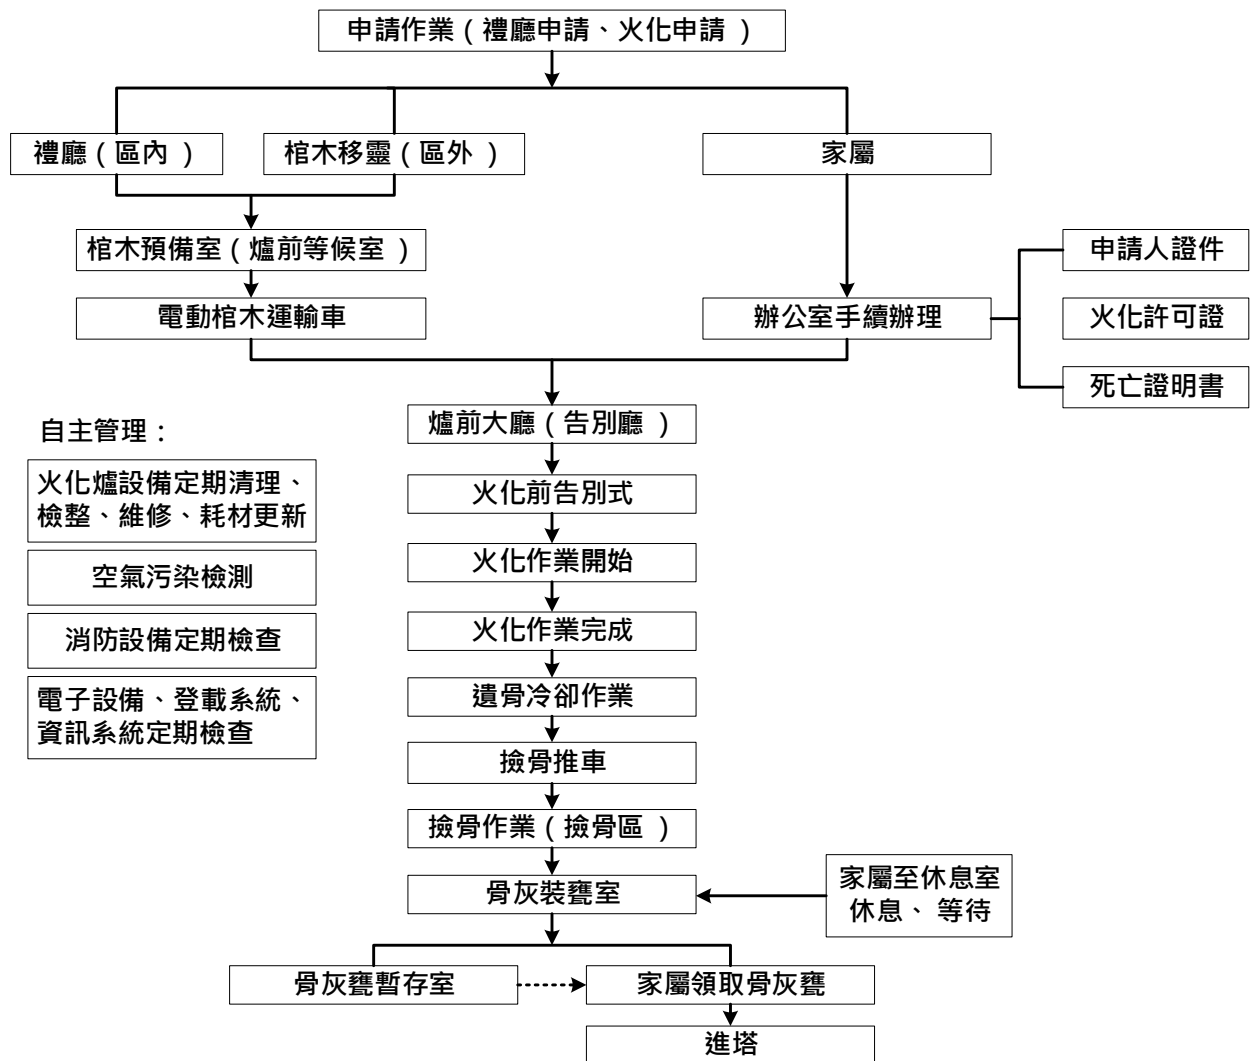 申請作業（禮廳申請、火化申請 ）
禮廳（區內 ）
棺木移靈（區外 ）
家屬
棺木預備室（爐前等候室 ）
電動棺木運輸車
辦公室手續辦理
申請人證件
火化許可證
死亡證明書
爐前大廳（告別廳 ）
火化前告別式
火化作業開始
火化作業完成
遺骨冷卻作業
撿骨推車
撿骨作業（撿骨區 ）
骨灰裝甕室
家屬至休息室
休息、 等待
骨灰甕暫存室
家屬領取骨灰甕
進塔
自主管理：
火化爐設備定期清理、
檢整、維修、耗材更新
空氣污染檢測
消防設備定期檢查
電子設備、登載系統、
資訊系統定期檢查